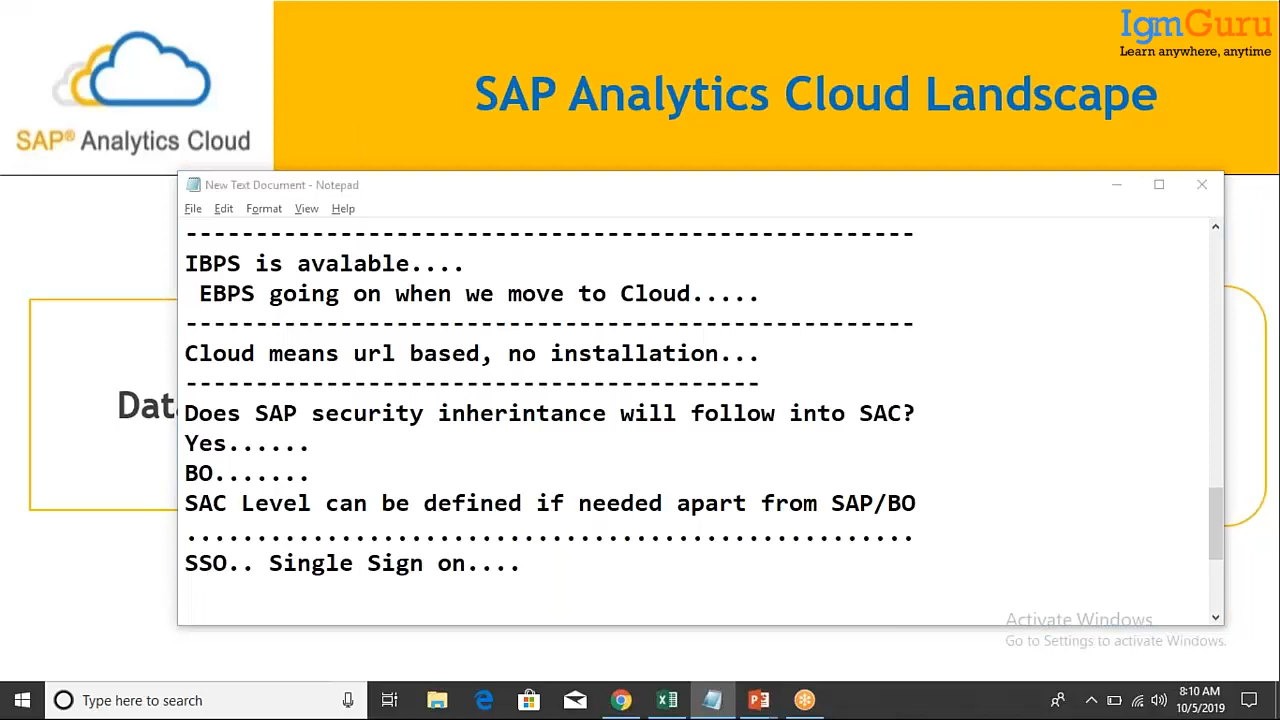 IgmGuru
Learn anywhere, anytime
SAP Analytics Cloud Landscape
SAP® Analytics Cloud
New Text Document - Notepad
File Edit Format View Help
----------------------------------------------------
IBPS is avalable....
EBPS going on when we move to Cloud.....
----------------------------------------------------
Cloud means url based, no installation...
-----------------------------------------
Does SAP security inherintance will follow into SAC?
Yes......
BO.......
SAC Level can be defined if needed apart from SAP/BO
....................................................
SSO.. Single Sign on....
Activate Windows
Go to Settings to activate Windows.
Type here to search
8:10 AM
10/5/2019